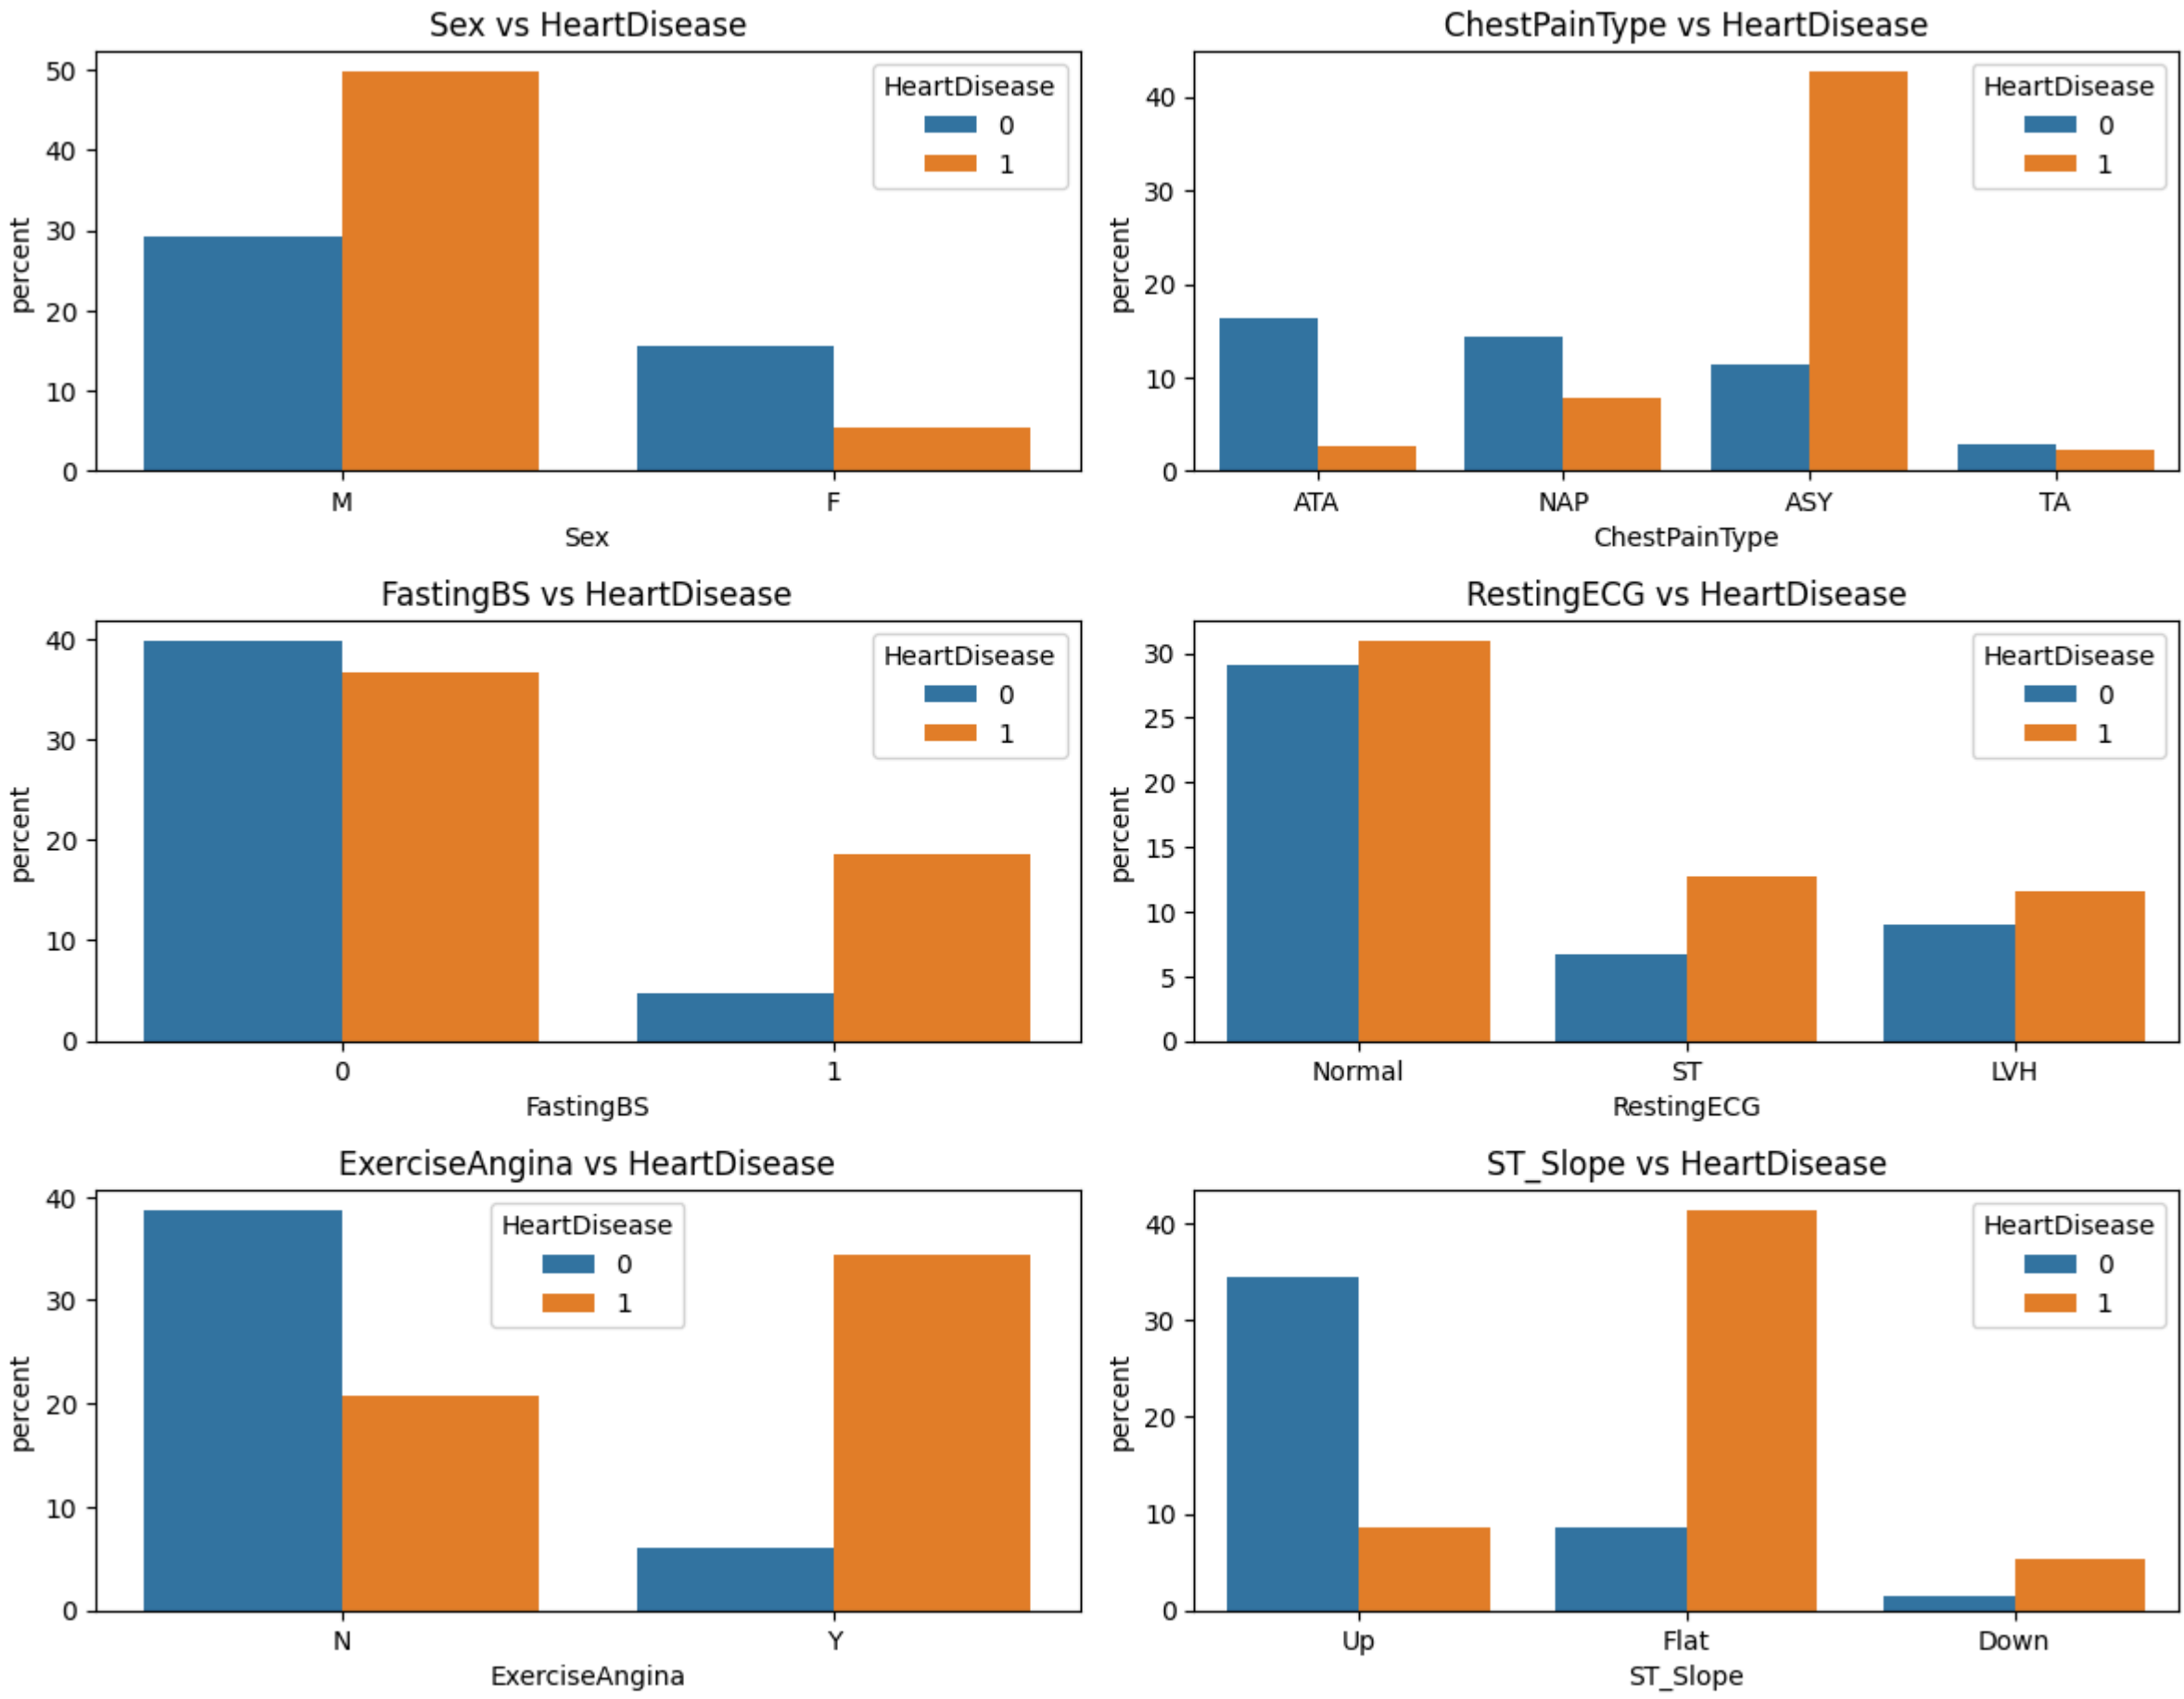 Sex vs HeartDisease
percent
50
40
30
20
10
0
HeartDisease
0
1
M F
Sex
ChestPainType vs HeartDisease
percent
40
30
20
10
0
HeartDisease
0
1
ATA NAP ASY TA
ChestPainType
FastingBS vs HeartDisease
percent
40
30
20
10
0
HeartDisease
0
1
0 1
FastingBS
RestingECG vs HeartDisease
percent
30
25
20
15
10
5
0
HeartDisease
0
1
Normal ST LVH
RestingECG
ExerciseAngina vs HeartDisease
percent
40
30
20
10
0
HeartDisease
0
1
N Y
ExerciseAngina
ST_Slope vs HeartDisease
percent
40
30
20
10
0
HeartDisease
0
1
Up Flat Down
ST_Slope